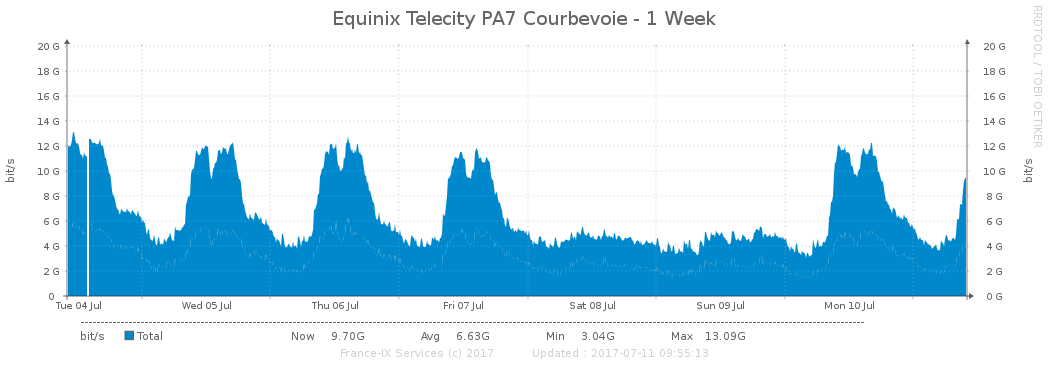 Equinix Telecity PA7 Courbevoie - 1 Week
RRDTOOL / TOBI OETIKER
bit/s
20 G 20 G
18 G 18 G
16 G 16 G
14 G 14 G
12 G 12 G
10 G 10 G
8 G 8 G
6 G 6 G
4 G 4 G
2 G 2 G
0 0 G
bit/s
Tue 04 Jul Wed 05 Jul Thu 06 Jul Fri 07 Jul Sat 08 Jul Sun 09 Jul Mon 10 Jul
bit/s Total Now 9.70G Avg 6.63G Min 3.04G Max 13.09G
France-IX Services (c) 2017 Updated : 2017-07-11 09:55:13